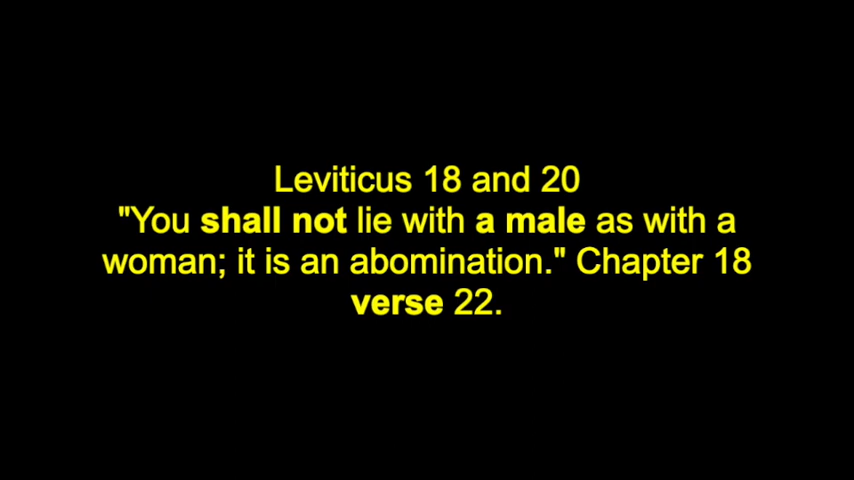 Leviticus 18 and 20
"You shall not lie with a male as with a
woman; it is an abomination." Chapter 18
verse 22.